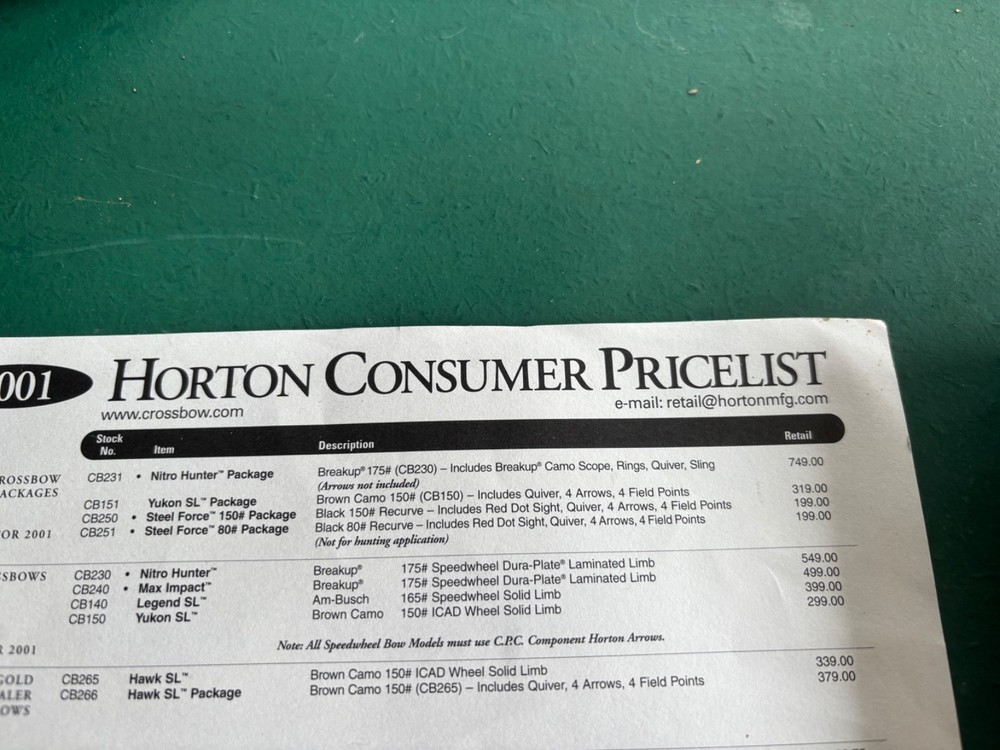 001 HORTON CONSUMER PRICELIST
www.crossbow.com e-mail: retail@hortonmfg.com
Stock No. Item Description Retail
ROSSBOW ACKAGES
CB231 • Nitro Hunter™ Package Breakup® 175# (CB230) – Includes Breakup® Camo Scope, Rings, Quiver, Sling 749.00
(Arrows not included)
CB151 Yukon SL™ Package Brown Camo 150# (CB150) – Includes Quiver, 4 Arrows, 4 Field Points 319.00
CB250 • Steel Force™ 150# Package Black 150# Recurve – Includes Red Dot Sight, Quiver, 4 Arrows, 4 Field Points 199.00
OR 2001 CB251 • Steel Force™ 80# Package Black 80# Recurve – Includes Red Dot Sight, Quiver, 4 Arrows, 4 Field Points 199.00
(Not for hunting application)
SBOWS CB230 • Nitro Hunter™ Breakup® 175# Speedwheel Dura-Plate® Laminated Limb 549.00
CB240 • Max Impact™ Breakup® 175# Speedwheel Dura-Plate® Laminated Limb 499.00
CB140 Legend SL™ Am-Busch 165# Speedwheel Solid Limb 399.00
CB150 Yukon SL™ Brown Camo 150# ICAD Wheel Solid Limb 299.00
R 2001 Note: All Speedwheel Bow Models must use C.P.C. Component Horton Arrows.
GOLD CB265 Hawk SL™ Brown Camo 150# ICAD Wheel Solid Limb 339.00
ALER CB266 Hawk SL™ Package Brown Camo 150# (CB265) – Includes Quiver, 4 Arrows, 4 Field Points 379.00
OWS